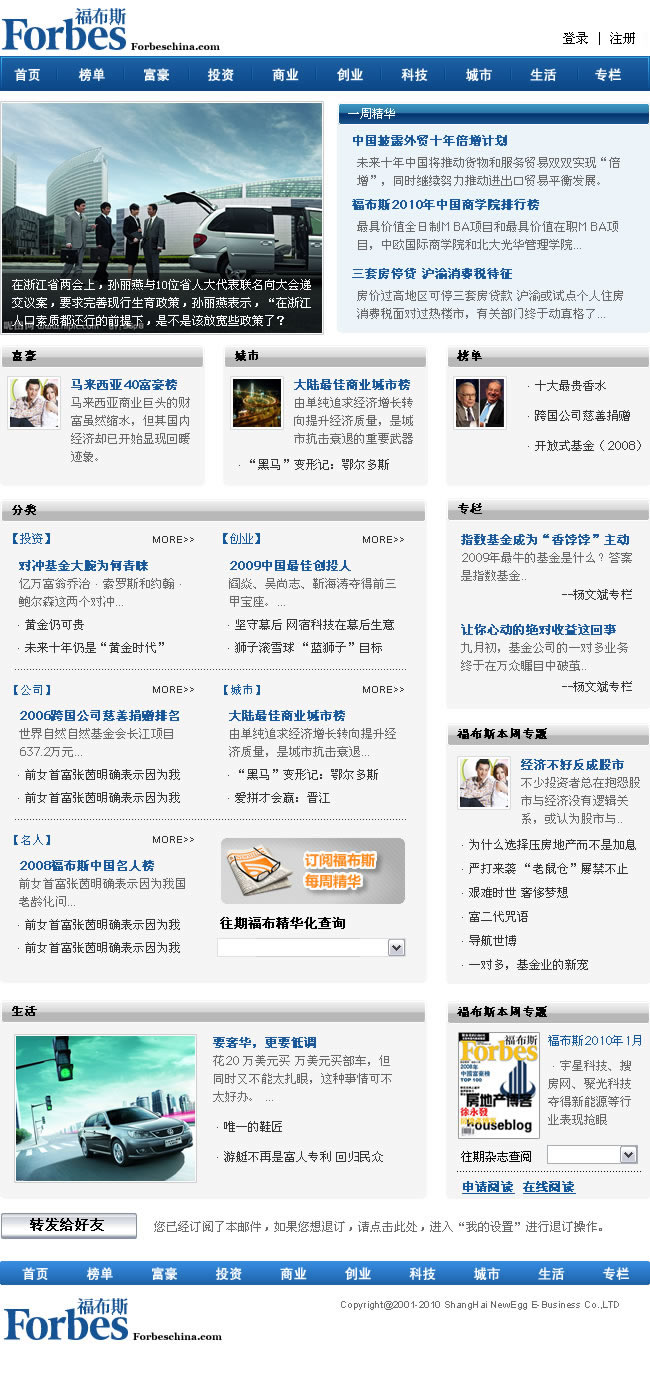 福布斯
Forbes Forbeschina.com
登录 | 注册
首页 榜单 富豪 投资 商业 创业 科技 城市 生活 专栏
在浙江省两会上，孙丽燕与10位省人大代表联名向大会递
交议案，要求完善现行生育政策，孙丽燕表示，“在浙江
人口素质都还行的前提下，是不是该放宽些政策了？
一周精华
中国披露外贸十年倍增计划
未来十年中国将推动货物和服务贸易双双实现“倍
增”，同时继续努力推动进出口贸易平衡发展。
福布斯2010年中国商学院排行榜
最具价值全日制MBA项目和最具价值在职MBA项
目，中欧国际商学院和北大光华管理学院...
三套房停贷 沪渝消费税待征
房价过高地区可停三套房贷款 沪渝或试点个人住房
消费税面对过热楼市，有关部门终于动真格了...
富豪
马来西亚40富豪榜
马来西亚商业巨头的财
富虽然缩水，但其国内
经济却已开始显现回暖
迹象。
城市
大陆最佳商业城市榜
由单纯追求经济增长转
向提升经济质量，是城
市抗击衰退的重要武器
· “黑马”变形记：鄂尔多斯
榜单
· 十大最贵香水
· 跨国公司慈善捐赠
· 开放式基金（2008）
分类
【投资】 MORE>>
对冲基金大腕为何青睐
亿万富翁乔治 · 索罗斯和约翰 ·
鲍尔森这两个对冲...
· 黄金仍可贵
· 未来十年仍是“黄金时代”
【创业】 MORE>>
2009中国最佳创投人
阎焱、吴尚志、靳海涛夺得前三
甲宝座。...
· 坚守幕后 网宿科技在幕后生意
· 狮子滚雪球 “蓝狮子”目标
【公司】 MORE>>
2006跨国公司慈善捐赠排名
世界自然自然基金会长江项目
637.2万元...
· 前女首富张茵明确表示因为我
· 前女首富张茵明确表示因为我
【城市】 MORE>>
大陆最佳商业城市榜
由单纯追求经济增长转向提升经
济质量，是城市抗击衰退...
· “黑马”变形记：鄂尔多斯
· 爱拼才会赢：晋江
【名人】 MORE>>
2008福布斯中国名人榜
前女首富张茵明确表示因为我国
老龄化问...
· 前女首富张茵明确表示因为我
· 前女首富张茵明确表示因为我
订阅福布斯
每周精华
往期福布精华化查询
专栏
指数基金成为“香饽饽”主动
2009年最牛的基金是什么？答案
是指数基金..
--杨文斌专栏
让你心动的绝对收益这回事
九月初，基金公司的一对多业务
终于在万众瞩目中破茧..
--杨文斌专栏
福布斯本周专题
经济不好反成股市
不少投资者总在抱怨股
市与经济没有逻辑关
系，或认为股市与..
· 为什么选择压房地产而不是加息
· 严打来袭 “老鼠仓”屡禁不止
· 艰难时世 奢侈梦想
· 富二代咒语
· 导航世博
· 一对多，基金业的新宠
生活
要奢华，更要低调
花20 万美元买 万美元买部车，但
同时又不能太扎眼，这种事情可不
太好办。 ...
· 唯一的鞋匠
· 游艇不再是富人专利 回归民众
福布斯本周专题
福布斯
Forbes
TOP 100
房地产博客
徐永發
houseblog
福布斯2010年1月
· 宇星科技、搜
房网、聚光科技
夺得新能源等行
业表现抢眼
往期杂志查阅
申请阅读 在线阅读
转发给好友
您已经订阅了本邮件，如果您想退订，请点击此处，进入“我的设置”进行退订操作。
首页 榜单 富豪 投资 商业 创业 科技 城市 生活 专栏
福布斯
Forbes Forbeschina.com
Copyright@2001-2010 ShangHai NewEgg E-Business Co.,LTD